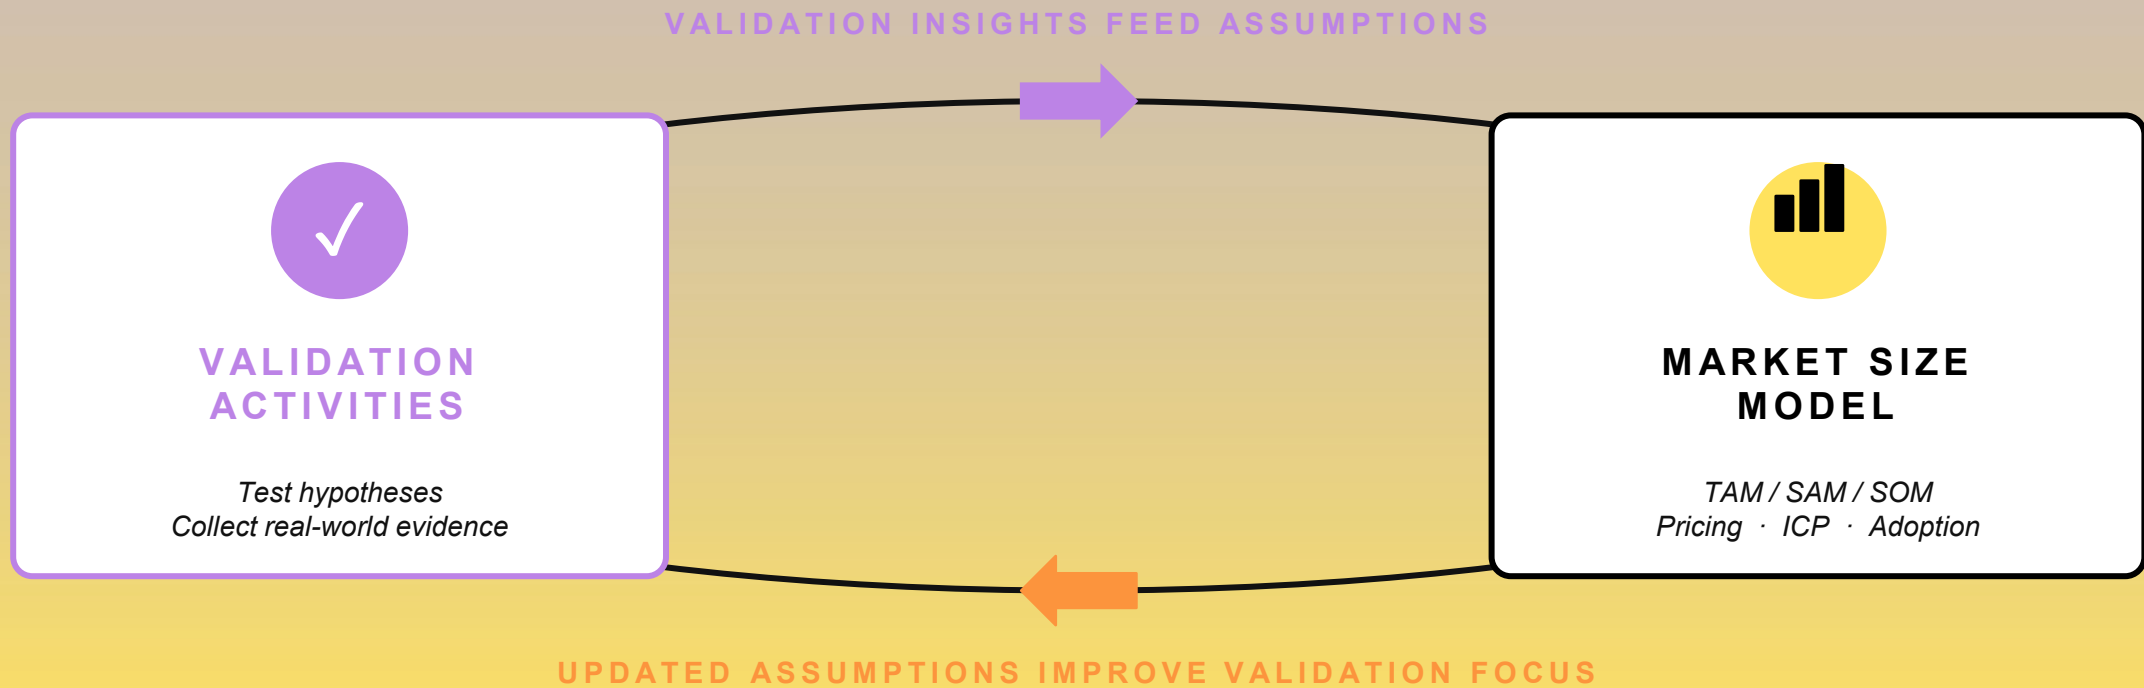 VALIDATION INSIGHTS FEED ASSUMPTIONS
VALIDATION
ACTIVITIES
Test hypotheses
Collect real-world evidence
MARKET SIZE
MODEL
TAM / SAM / SOM
Pricing · ICP · Adoption
UPDATED ASSUMPTIONS IMPROVE VALIDATION FOCUS